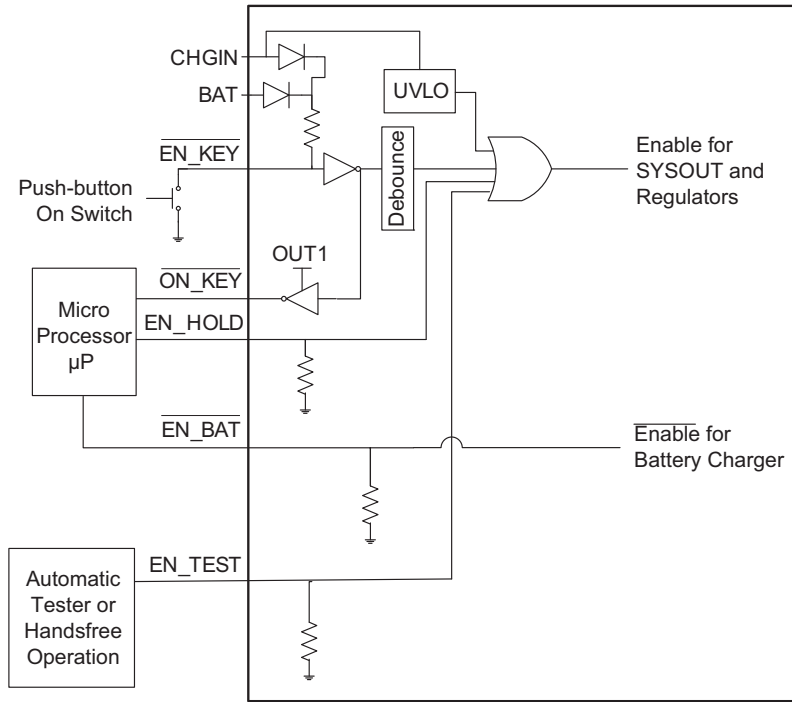 CHGIN
BAT
UVLO
EN_KEY
Debounce
Enable for
SYSOUT and
Regulators
Push-button
On Switch
OUT1
ON_KEY
Micro
Processor
µP
EN_HOLD
EN_BAT
Enable for
Battery Charger
EN_TEST
Automatic
Tester or
Handsfree
Operation